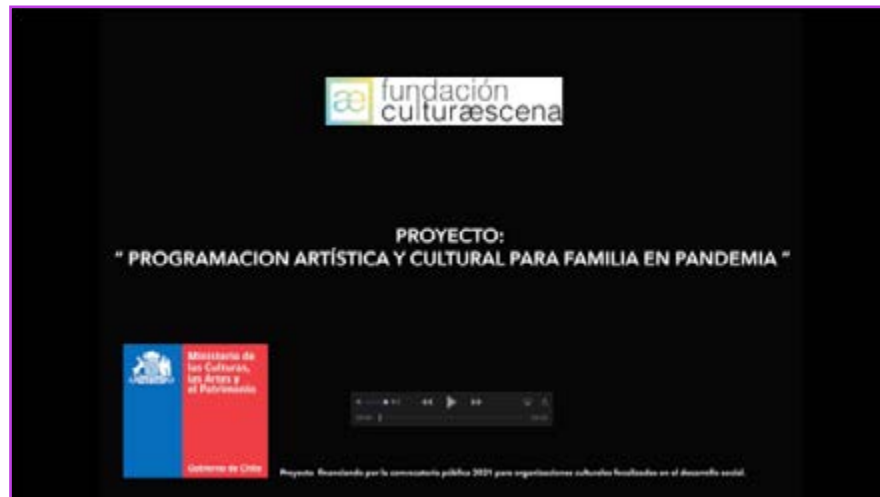 æ fundación
culturæscena
PROYECTO:
“ PROGRAMACION ARTÍSTICA Y CULTURAL PARA FAMILIA EN PANDEMIA ”
Ministerio de
las Culturas,
las Artes y
el Patrimonio
Gobierno de Chile
Proyecto financiando por la convocatoria pública 2021 para organizaciones culturales focalizadas en el desarrollo social.